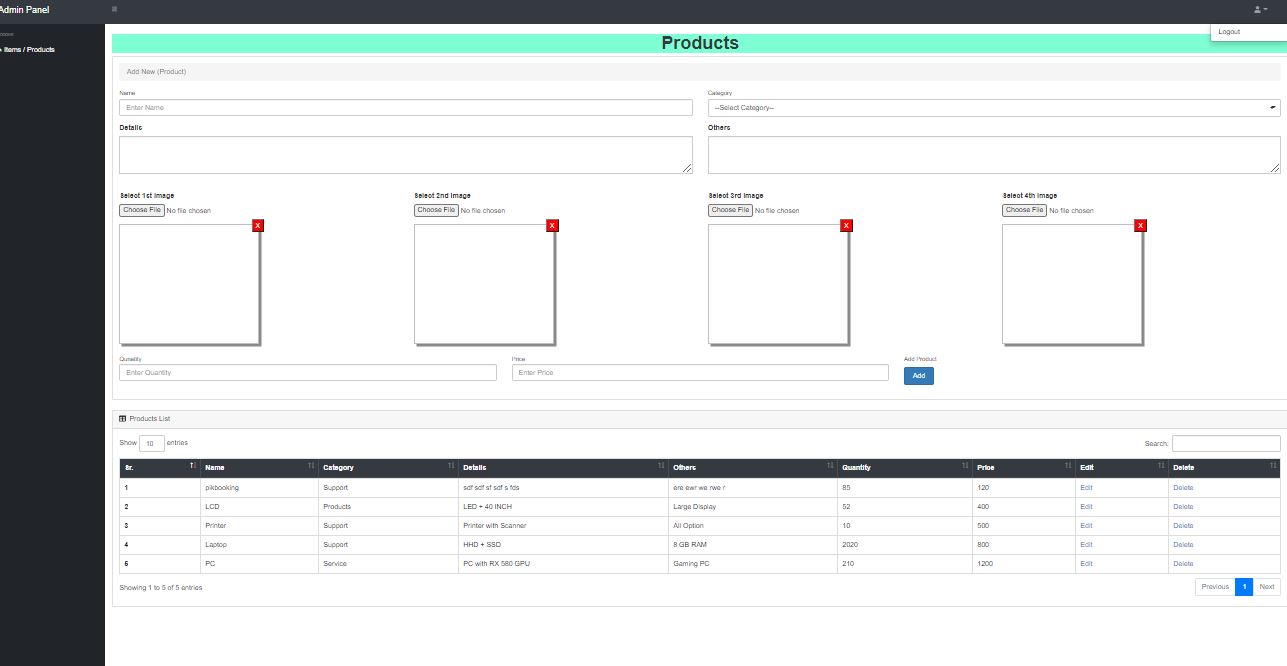 Admin Panel
Logout
Items / Products
Products
Add New (Product)
Name Category
Enter Name --Select Category--
Details Others
Select 1st Image Select 2nd Image Select 3rd Image Select 4th Image
Choose File No file chosen Choose File No file chosen Choose File No file chosen Choose File No file chosen
X X X X
Qunatity Price Add Product
Enter Quantity Enter Price Add
Products List
Show 10 entries Search:
Sr. Name Category Details Others Quantity Price Edit Delete
1 pikbooking Support sdf sdf sf sdf s fds ere ewr we rwe r 85 120 Edit Delete
2 LCD Products LED + 40 INCH Large Display 52 400 Edit Delete
3 Printer Support Printer with Scanner All Option 10 500 Edit Delete
4 Laptop Support HHD + SSD 8 GB RAM 2020 800 Edit Delete
5 PC Service PC with RX 580 GPU Gaming PC 210 1200 Edit Delete
Showing 1 to 5 of 5 entries Previous 1 Next